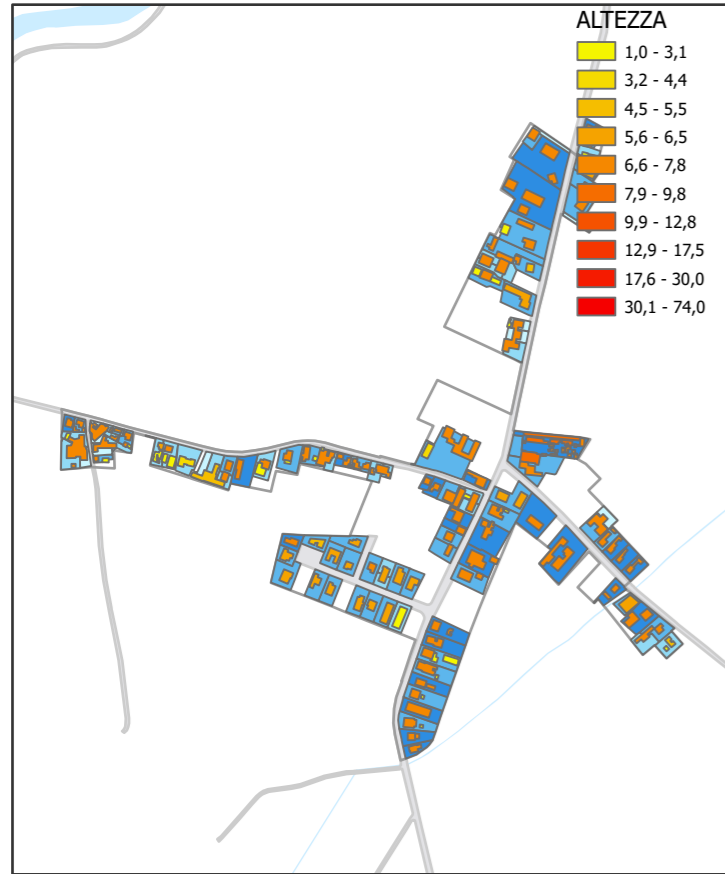 ALTEZZA
1,0 - 3,1
3,2 - 4,4
4,5 - 5,5
5,6 - 6,5
6,6 - 7,8
7,9 - 9,8
9,9 - 12,8
12,9 - 17,5
17,6 - 30,0
30,1 - 74,0